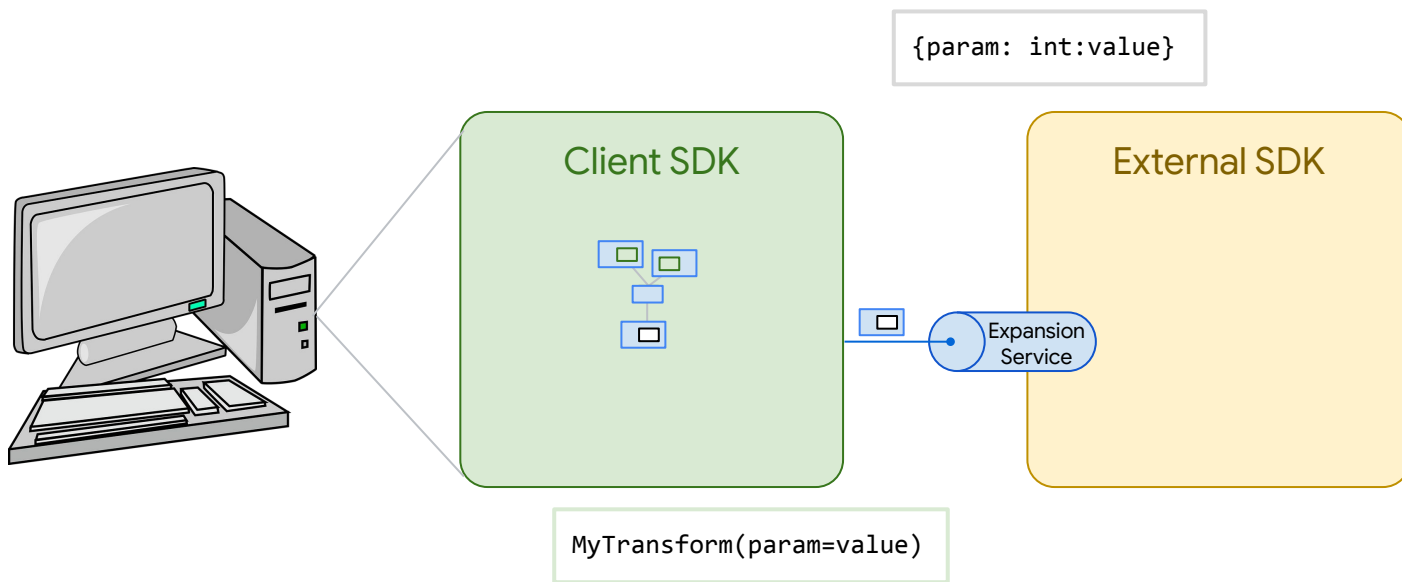 {param: int:value}
Client SDK
External SDK
Expansion
Service
MyTransform(param=value)